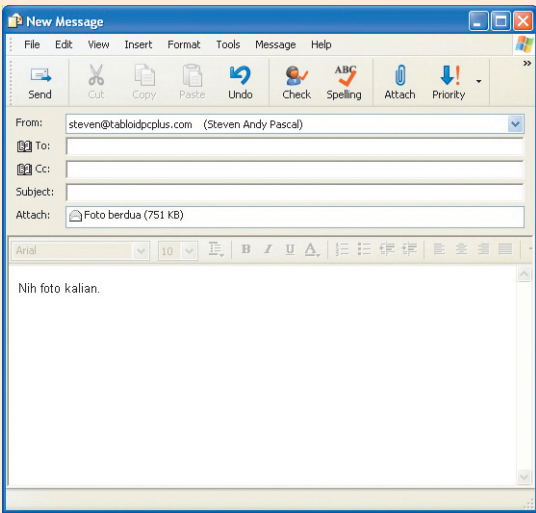 New Message
File Edit View Insert Format Tools Message Help
Send Cut Copy Paste Undo Check ABC Spelling Attach Priority
From: steven@tabloidpcplus.com (Steven Andy Pascal)
To:
Cc:
Subject:
Attach: Foto berdua (751 KB)
Arial 10 B I U A
Nih foto kalian.